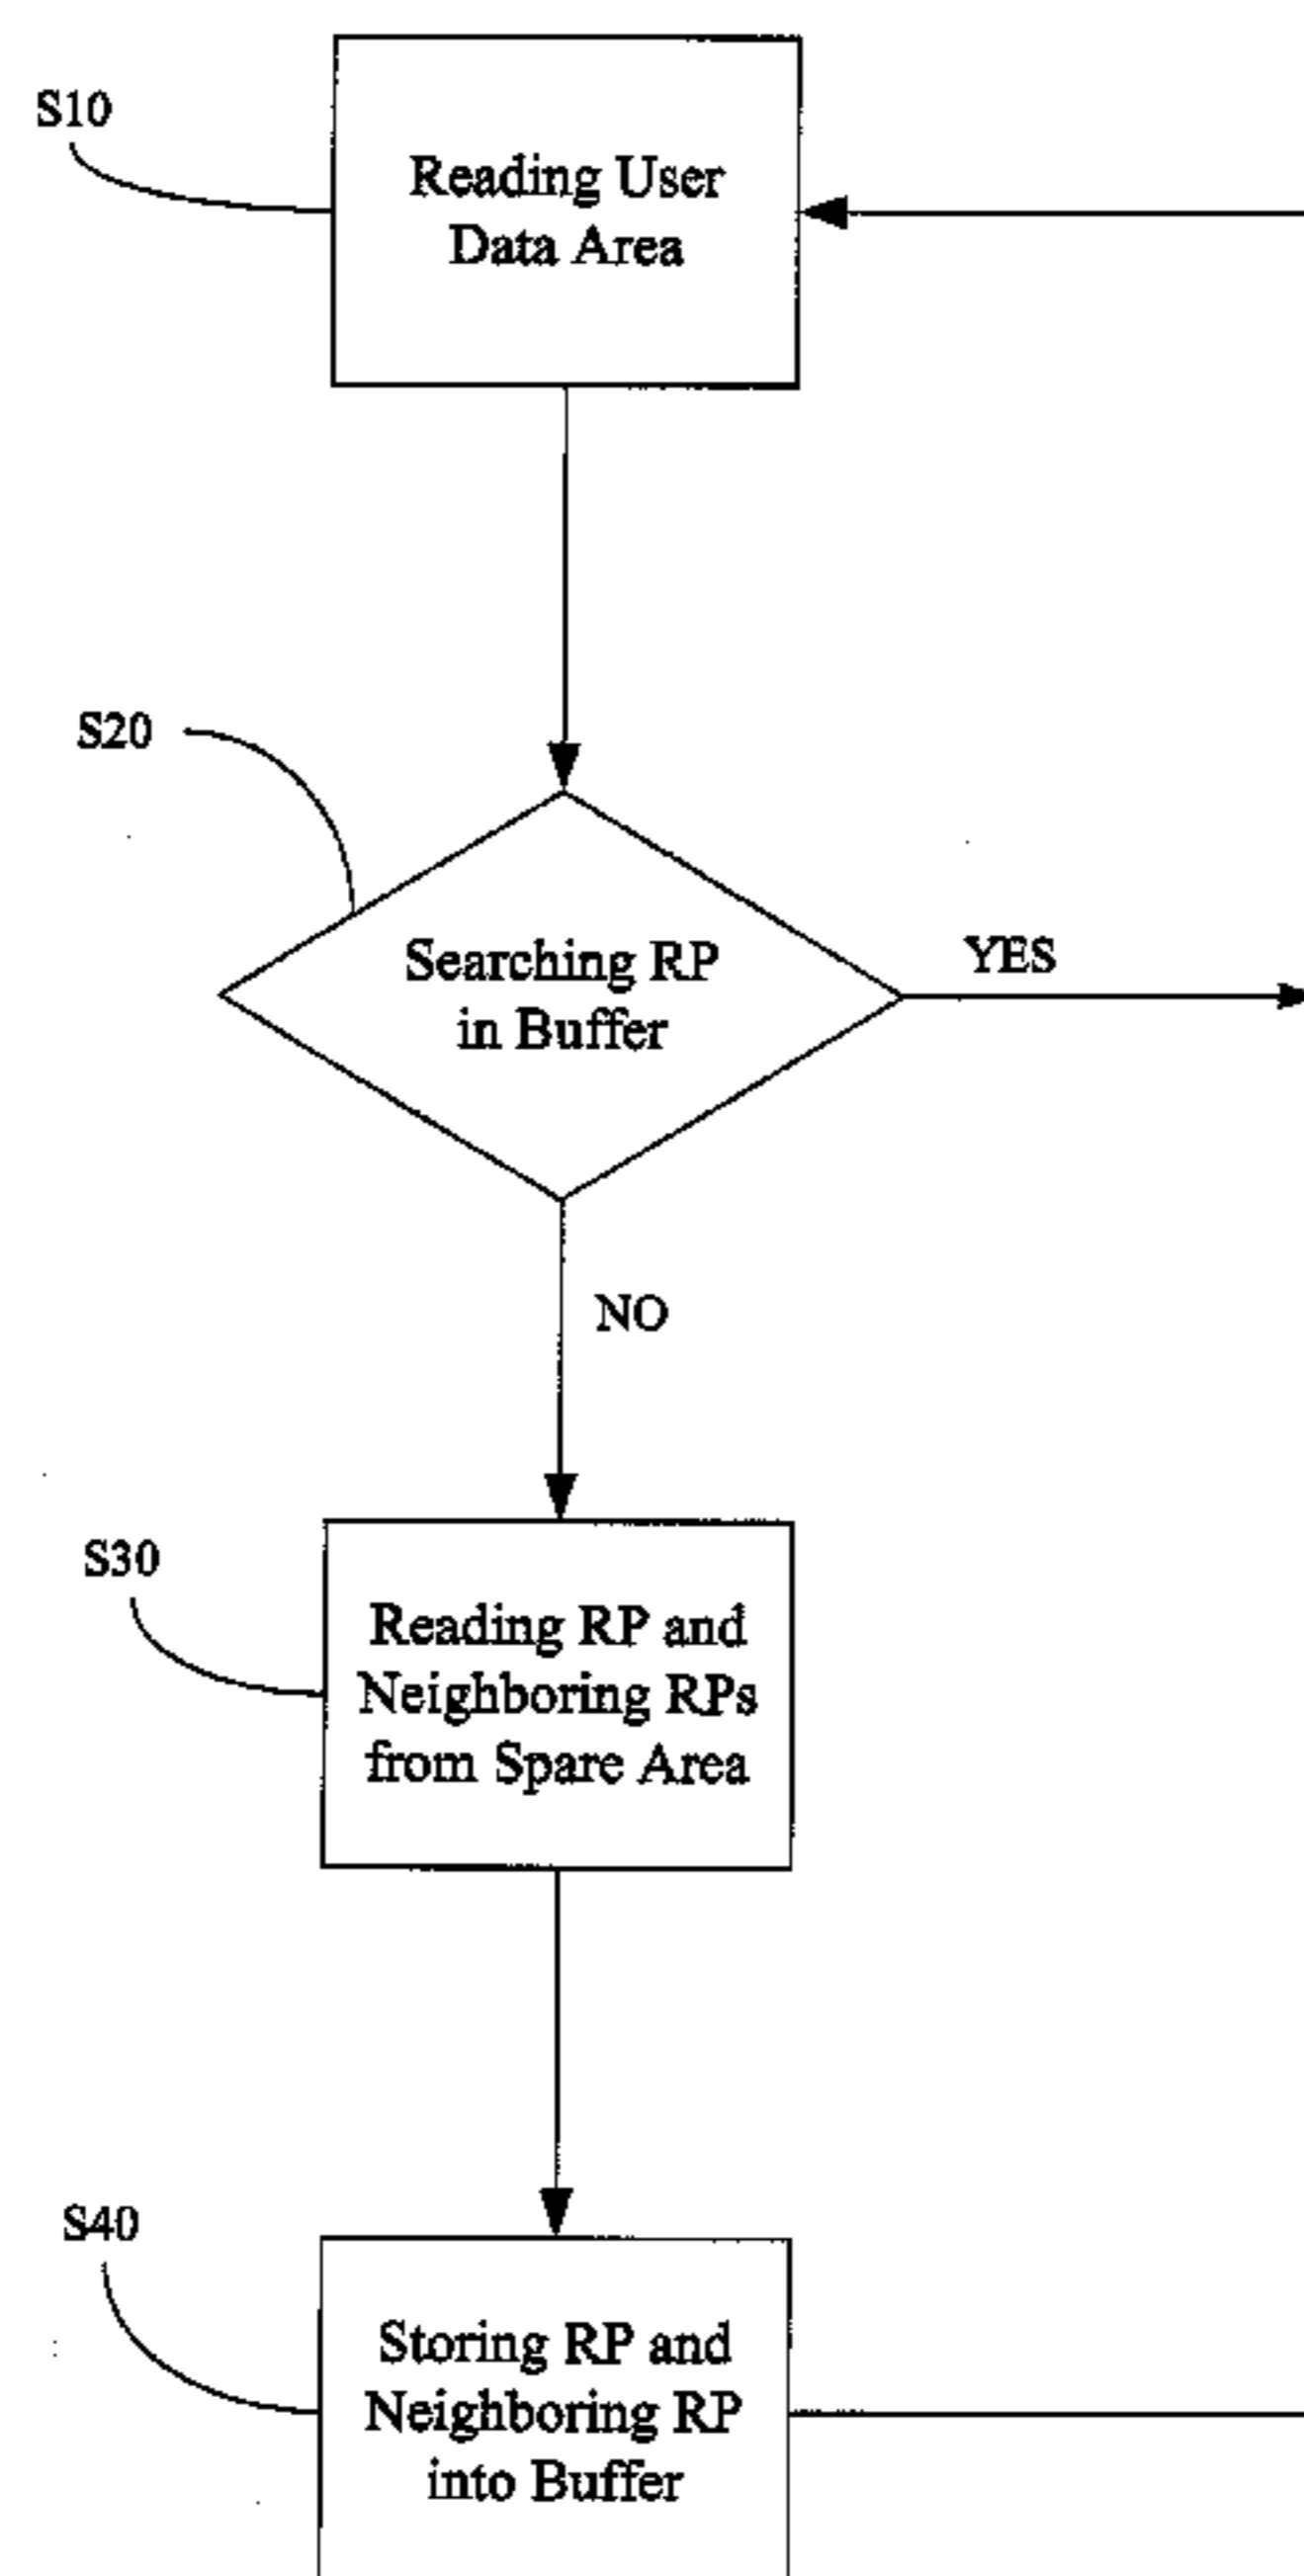 S10
Reading User
Data Area
S20
Searching RP
in Buffer
YES
NO
S30
Reading RP and
Neighboring RPs
from Spare Area
S40
Storing RP and
Neighboring RP
into Buffer